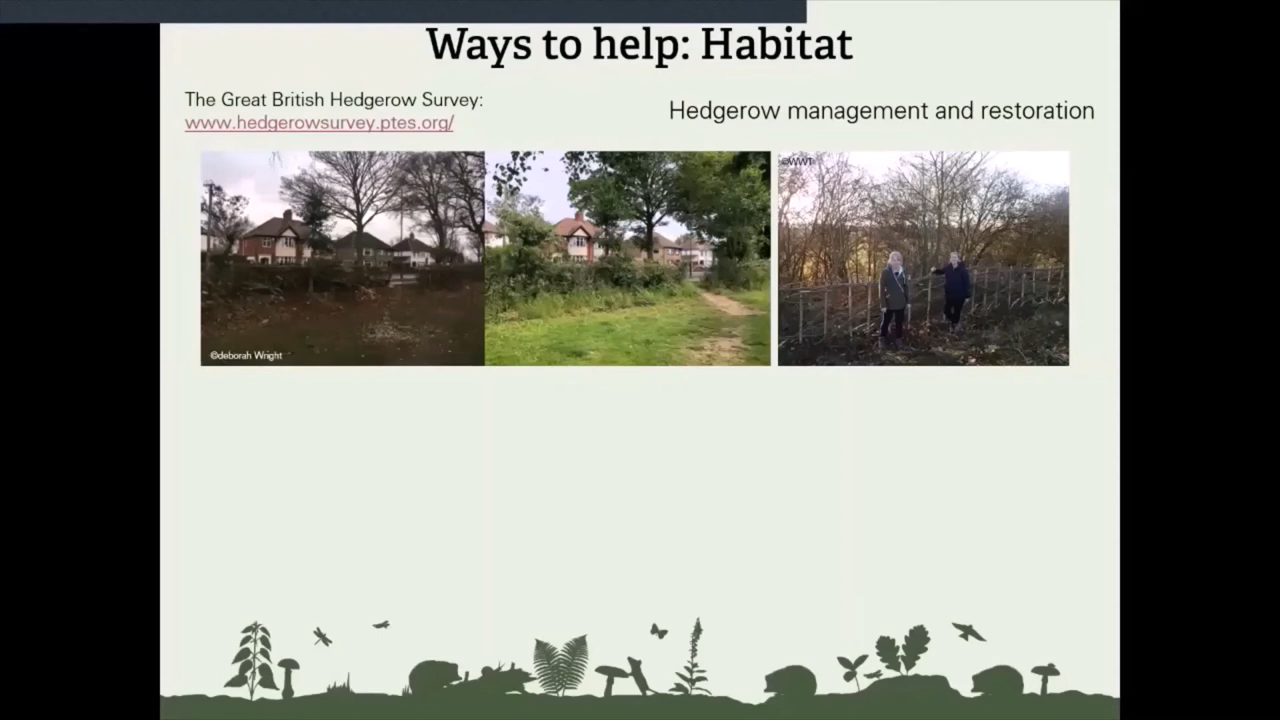 Ways to help: Habitat
The Great British Hedgerow Survey:
www.hedgerowsurvey.ptes.org/
Hedgerow management and restoration
©WWT
©deborah Wright